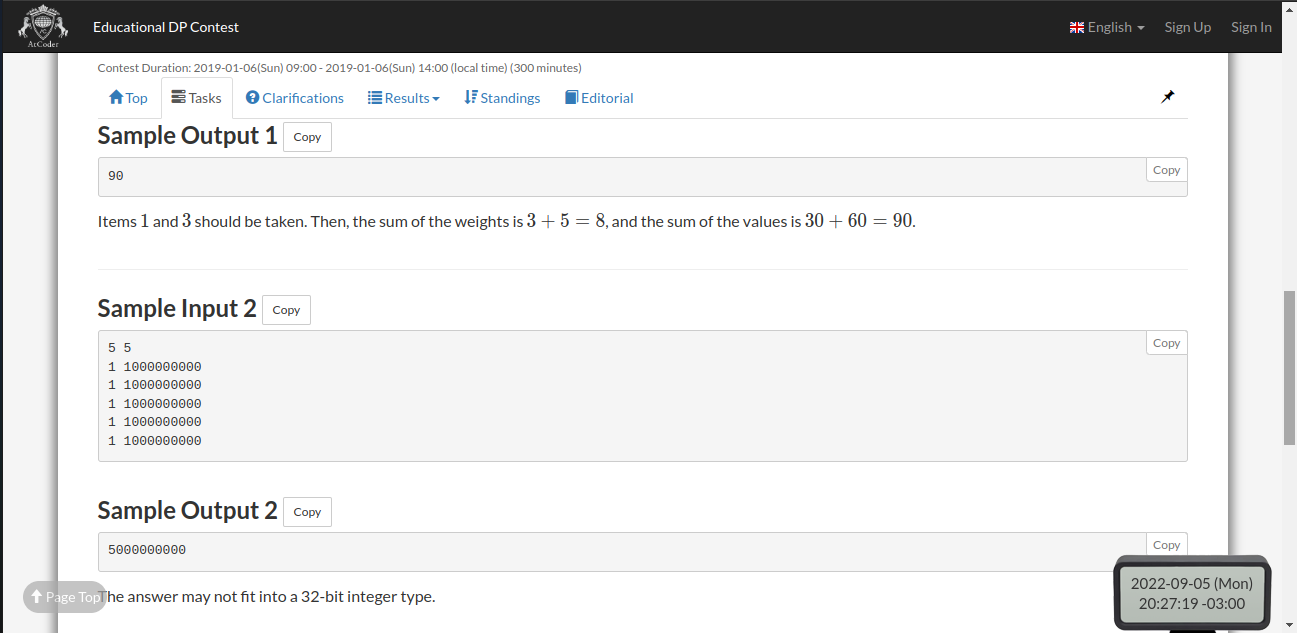 AtCoder
Educational DP Contest
English
Sign Up
Sign In
Contest Duration: 2019-01-06(Sun) 09:00 - 2019-01-06(Sun) 14:00 (local time) (300 minutes)
Top
Tasks
Clarifications
Results
Standings
Editorial
Sample Output 1
Copy
Copy
90
Items 1 and 3 should be taken. Then, the sum of the weights is 3 + 5 = 8, and the sum of the values is 30 + 60 = 90.
Sample Input 2
Copy
Copy
5 5
1 1000000000
1 1000000000
1 1000000000
1 1000000000
1 1000000000
Sample Output 2
Copy
Copy
5000000000
The answer may not fit into a 32-bit integer type.
Page Top
2022-09-05 (Mon)
20:27:19 -03:00